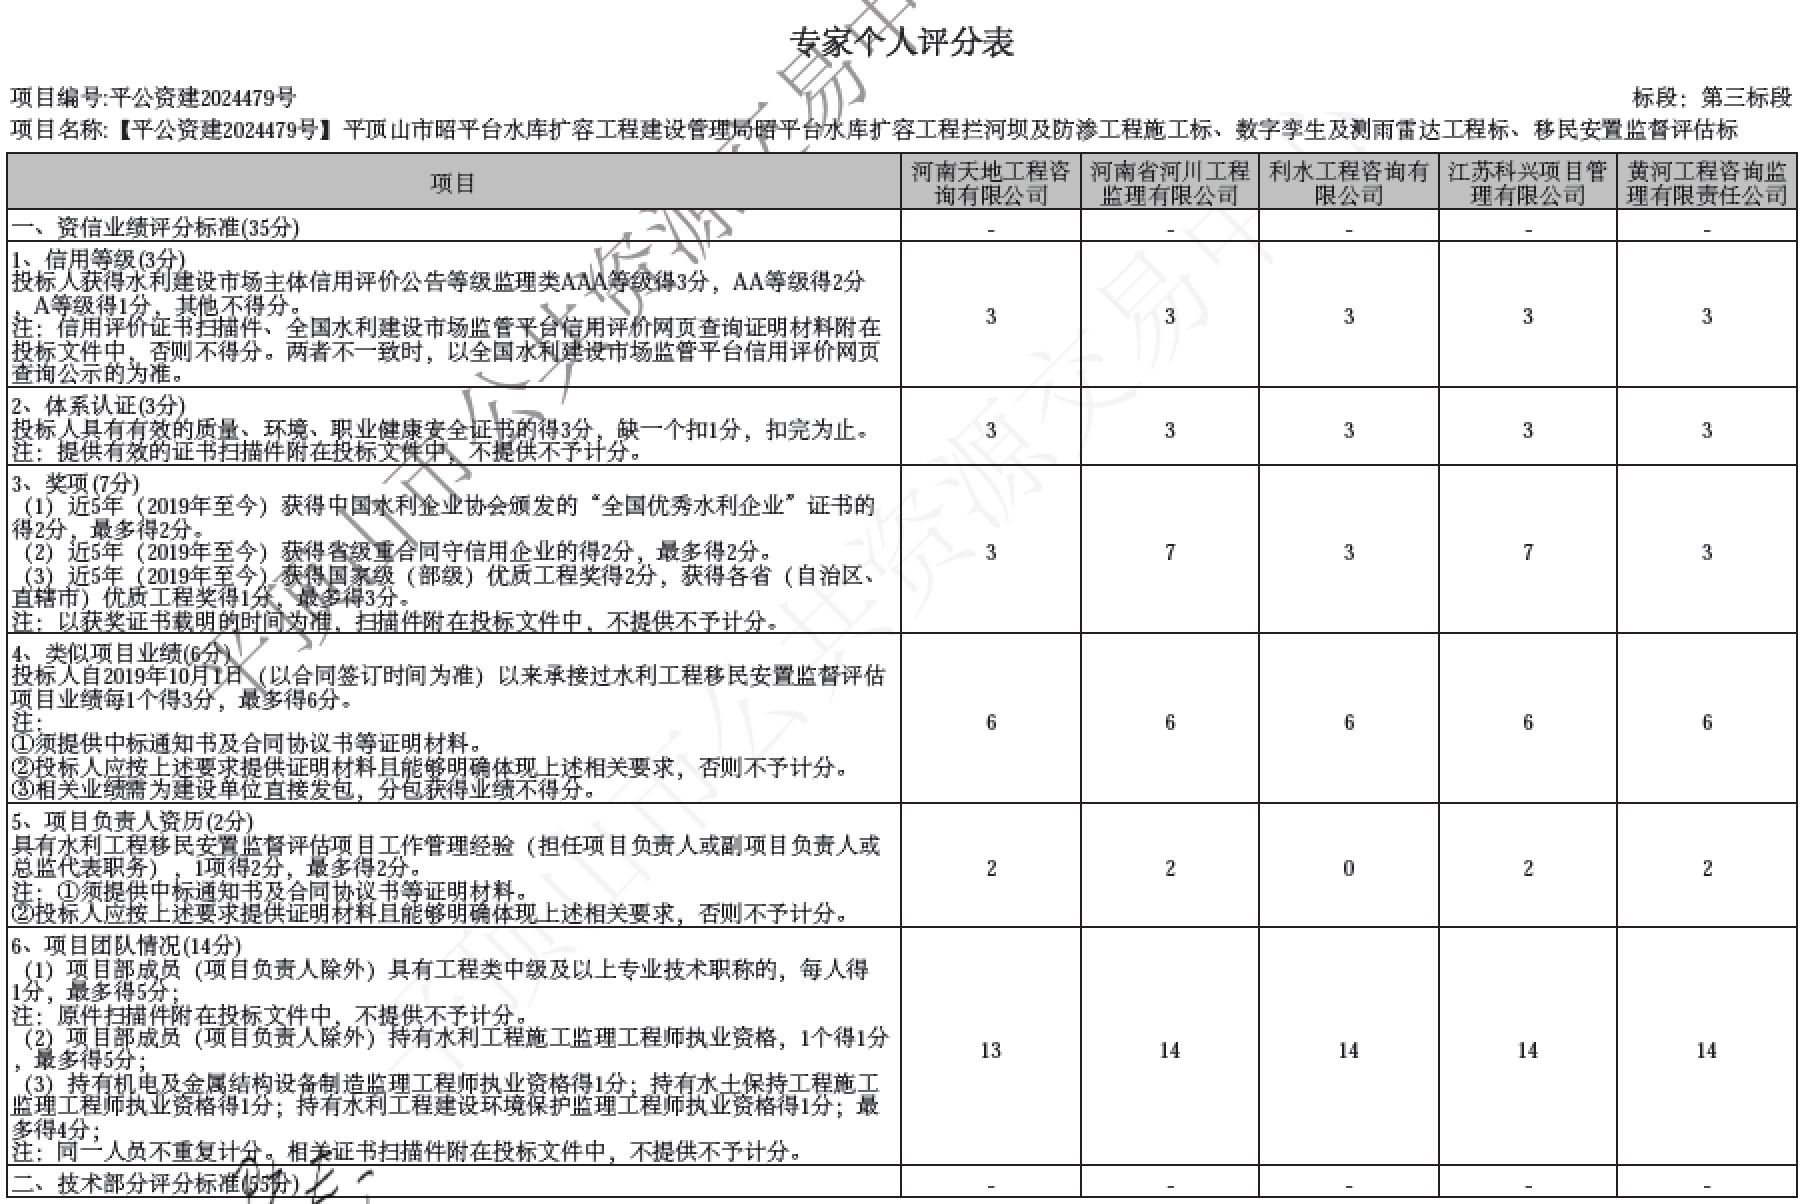 专家个人评分表
项目编号:平公资建2024479号
标段：第三标段
项目名称:【平公资建2024479号】平顶山市昭平台水库扩容工程建设管理局昭平台水库扩容工程拦河坝及防渗工程施工标、数字孪生及测雨雷达工程标、移民安置监督评估标
项目
河南天地工程咨
询有限公司
河南省河川工程
监理有限公司
利水工程咨询有
限公司
江苏科兴项目管
理有限公司
黄河工程咨询监
理有限责任公司
一、资信业绩评分标准(35分)
- - - - -
1、信用等级(3分)
投标人获得水利建设市场主体信用评价公告等级监理类AAA等级得3分，AA等级得2分
，A等级得1分，其他不得分。
注：信用评价证书扫描件、全国水利建设市场监管平台信用评价网页查询证明材料附在
投标文件中，否则不得分。两者不一致时，以全国水利建设市场监管平台信用评价网页
查询公示的为准。
3 3 3 3 3
2、体系认证(3分)
投标人具有有效的质量、环境、职业健康安全证书的得3分，缺一个扣1分，扣完为止。
注：提供有效的证书扫描件附在投标文件中，不提供不予计分。
3 3 3 3 3
3、奖项(7分)
（1）近5年（2019年至今）获得中国水利企业协会颁发的“全国优秀水利企业”证书的
得2分，最多得2分。
（2）近5年（2019年至今）获得省级重合同守信用企业的得2分，最多得2分。
（3）近5年（2019年至今）获得国家级（部级）优质工程奖得2分，获得各省（自治区、
直辖市）优质工程奖得1分，最多得3分。
注：以获奖证书载明的时间为准，扫描件附在投标文件中，不提供不予计分。
3 7 3 7 3
4、类似项目业绩(6分)
投标人自2019年10月1日（以合同签订时间为准）以来承接过水利工程移民安置监督评估
项目业绩每1个得3分，最多得6分。
注：
①须提供中标通知书及合同协议书等证明材料。
②投标人应按上述要求提供证明材料且能够明确体现上述相关要求，否则不予计分。
③相关业绩需为建设单位直接发包，分包获得业绩不得分。
6 6 6 6 6
5、项目负责人资历(2分)
具有水利工程移民安置监督评估项目工作管理经验（担任项目负责人或副项目负责人或
总监代表职务），1项得2分，最多得2分。
注：①须提供中标通知书及合同协议书等证明材料。
②投标人应按上述要求提供证明材料且能够明确体现上述相关要求，否则不予计分。
2 2 0 2 2
6、项目团队情况(14分)
（1）项目部成员（项目负责人除外）具有工程类中级及以上专业技术职称的，每人得
1分，最多得5分；
注：原件扫描件附在投标文件中，不提供不予计分。
（2）项目部成员（项目负责人除外）持有水利工程施工监理工程师执业资格，1个得1分
，最多得5分；
（3）持有机电及金属结构设备制造监理工程师执业资格得1分；持有水土保持工程施工
监理工程师执业资格得1分；持有水利工程建设环境保护监理工程师执业资格得1分；最
多得4分；
注：同一人员不重复计分。相关证书扫描件附在投标文件中，不提供不予计分。
13 14 14 14 14
二、技术部分评分标准(55分)
- - - - -
平顶山市公共资源交易中
平顶山市公共资源交易中